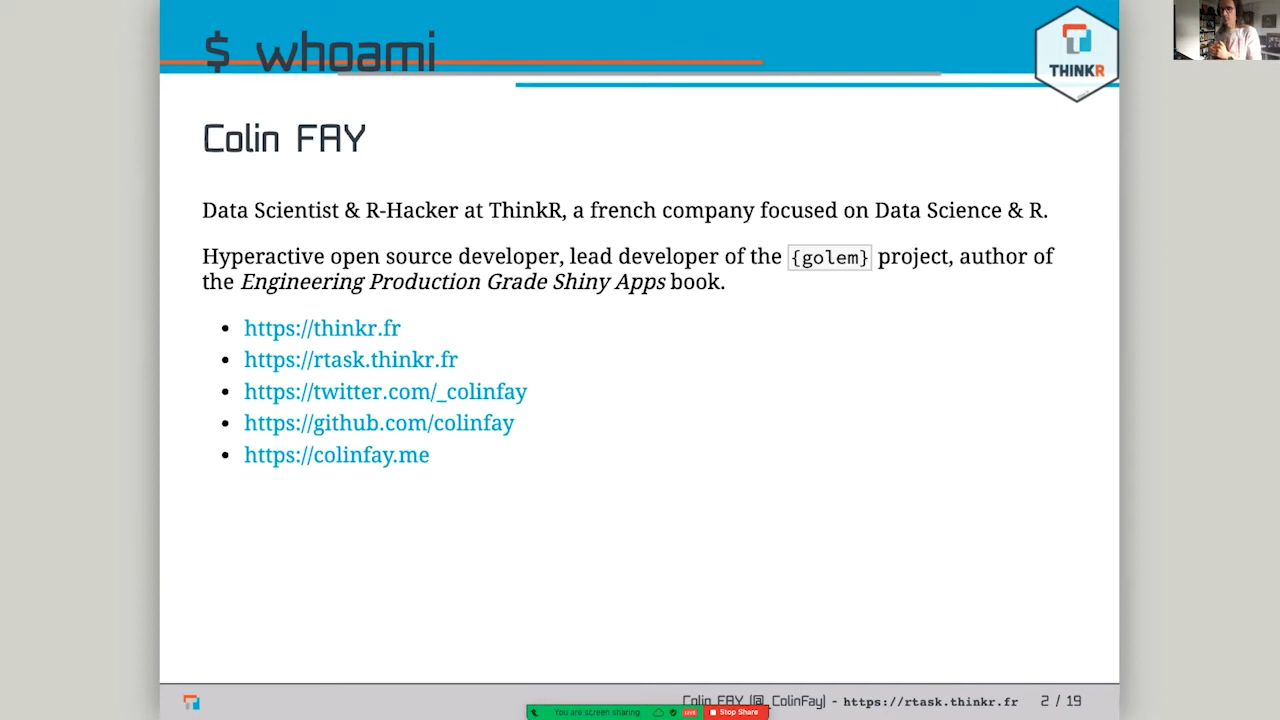 $ whoami
THINKR
Colin FAY
Data Scientist & R-Hacker at ThinkR, a french company focused on Data Science & R.
Hyperactive open source developer, lead developer of the {golem} project, author of
the Engineering Production Grade Shiny Apps book.
• https://thinkr.fr
• https://rtask.thinkr.fr
• https://twitter.com/_colinfay
• https://github.com/colinfay
• https://colinfay.me
Colin FAY (@_ColinFay) - https://rtask.thinkr.fr 2 / 19
You are screen sharing LIVE Stop Share